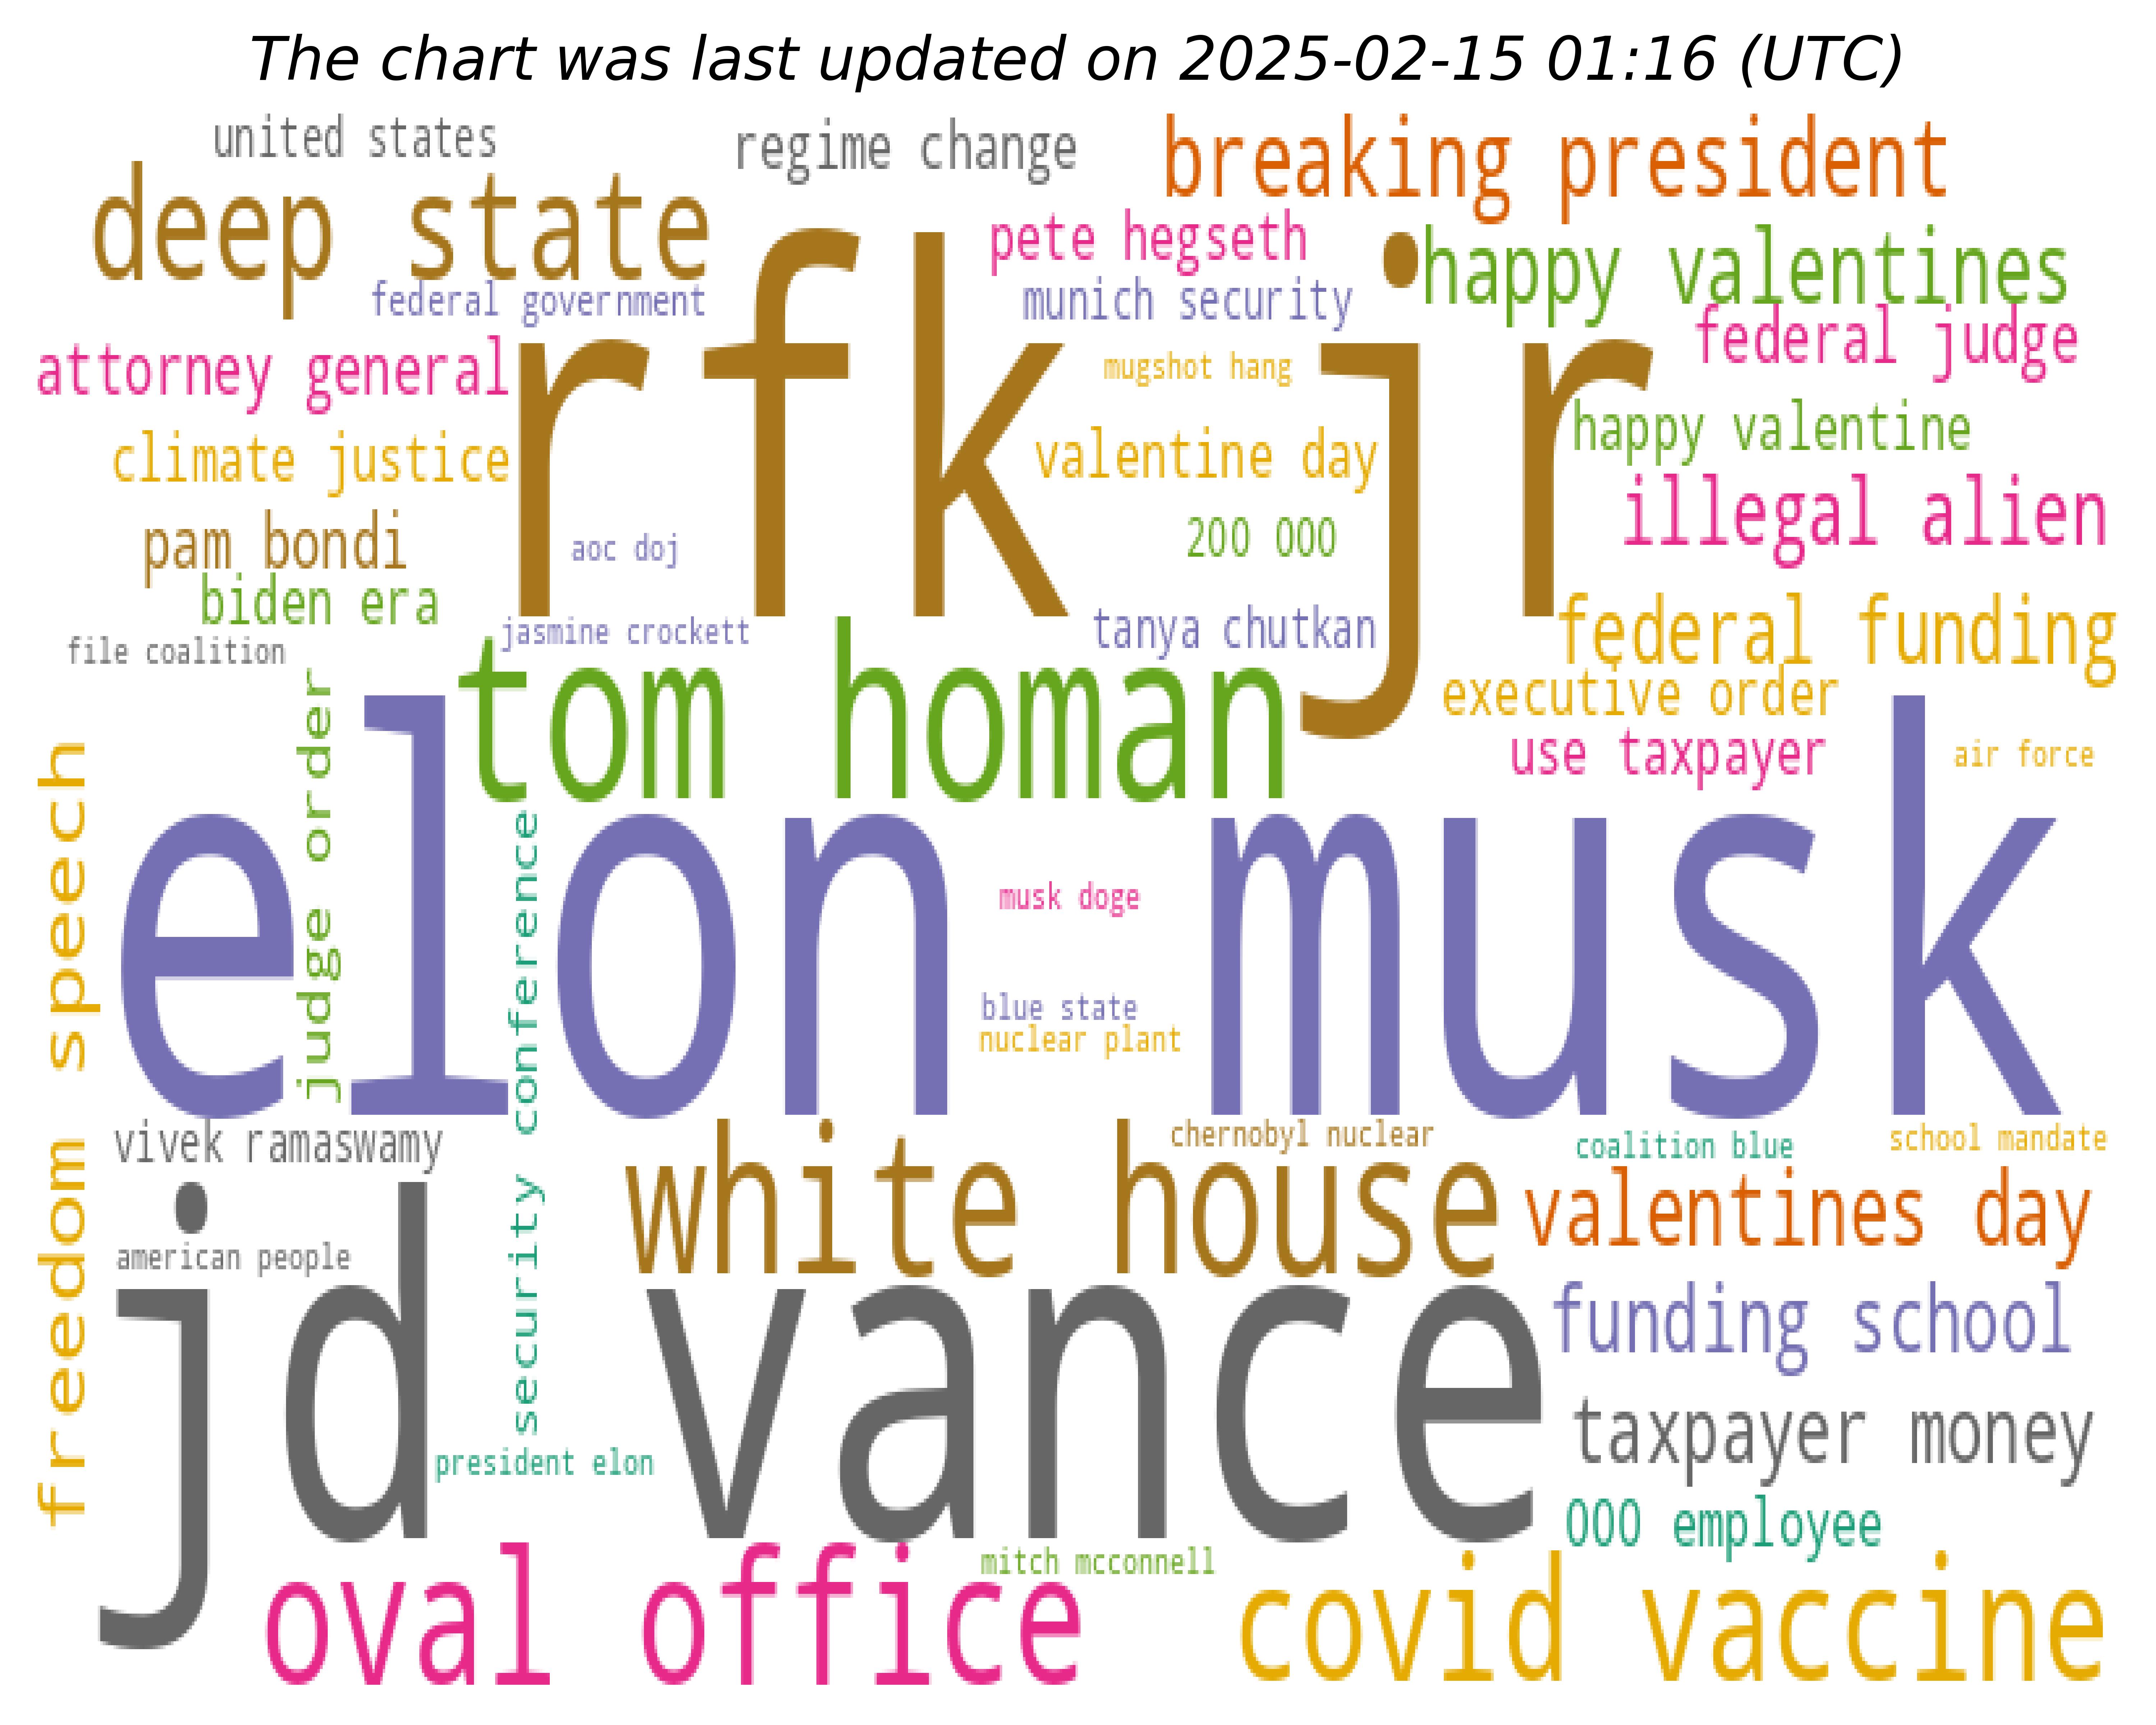 The chart was last updated on 2025-02-15 01:16 (UTC)
united states
regime change
breaking president
deep state
pete hegseth
happy valentines
federal government
munich security
federal judge
attorney general
rfk jr
mugshot hang
climate justice
valentine day
happy valentine
pam bondi
aoc doj
200 000
illegal alien
biden era
jasmine crockett
tanya chutkan
federal funding
file coalition
tom homan
executive order
use taxpayer
air force
freedom speech
judge order
elon musk
security conference
musk doge
blue state
nuclear plant
vivek ramaswamy
white house
chernobyl nuclear
coalition blue
school mandate
valentines day
american people
jd vance
funding school
taxpayer money
president elon
000 employee
oval office
mitch mcconnell
covid vaccine